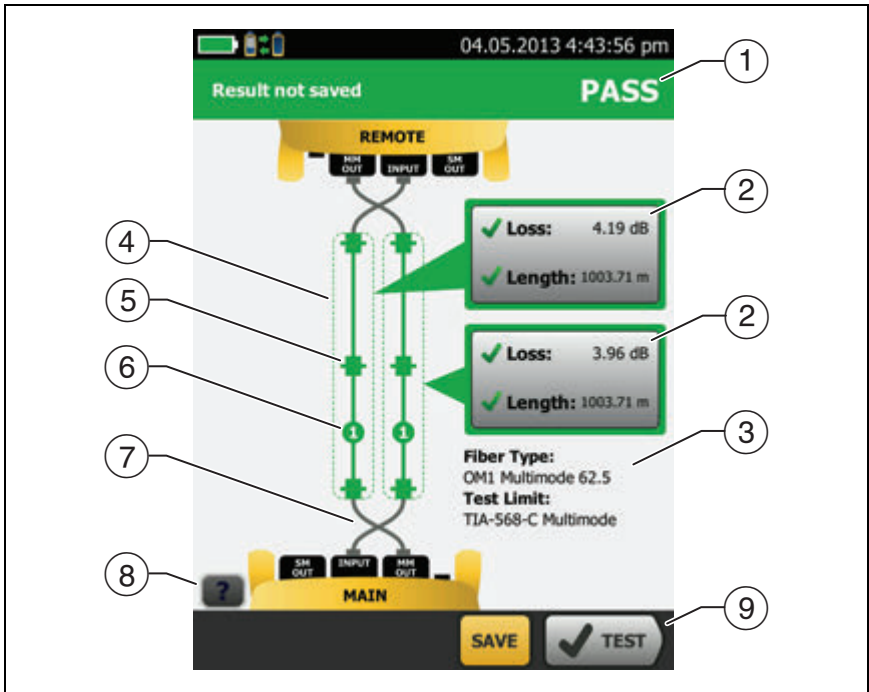 04.05.2013 4:43:56 pm
Result not saved PASS
1
REMOTE
MM OUT
INPUT
SM OUT
2
Loss: 4.19 dB
Length: 1003.71 m
4
5
2
Loss: 3.96 dB
Length: 1003.71 m
6
1 1
3
Fiber Type:
OM1 Multimode 62.5
Test Limit:
TIA-568-C Multimode
7
SM OUT
INPUT
MM OUT
8
?
MAIN
9
SAVE
TEST